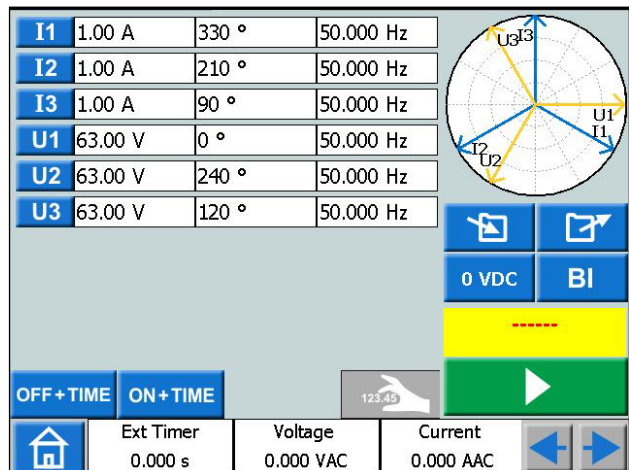 I1 1.00 A 330 ° 50.000 Hz
I2 1.00 A 210 ° 50.000 Hz
I3 1.00 A 90 ° 50.000 Hz
U1 63.00 V 0 ° 50.000 Hz
U2 63.00 V 240 ° 50.000 Hz
U3 63.00 V 120 ° 50.000 Hz
U3 I3
U1
I1
I2
U2
0 VDC BI
------
OFF+TIME ON+TIME 123.45
Ext Timer Voltage Current
0.000 s 0.000 VAC 0.000 AAC